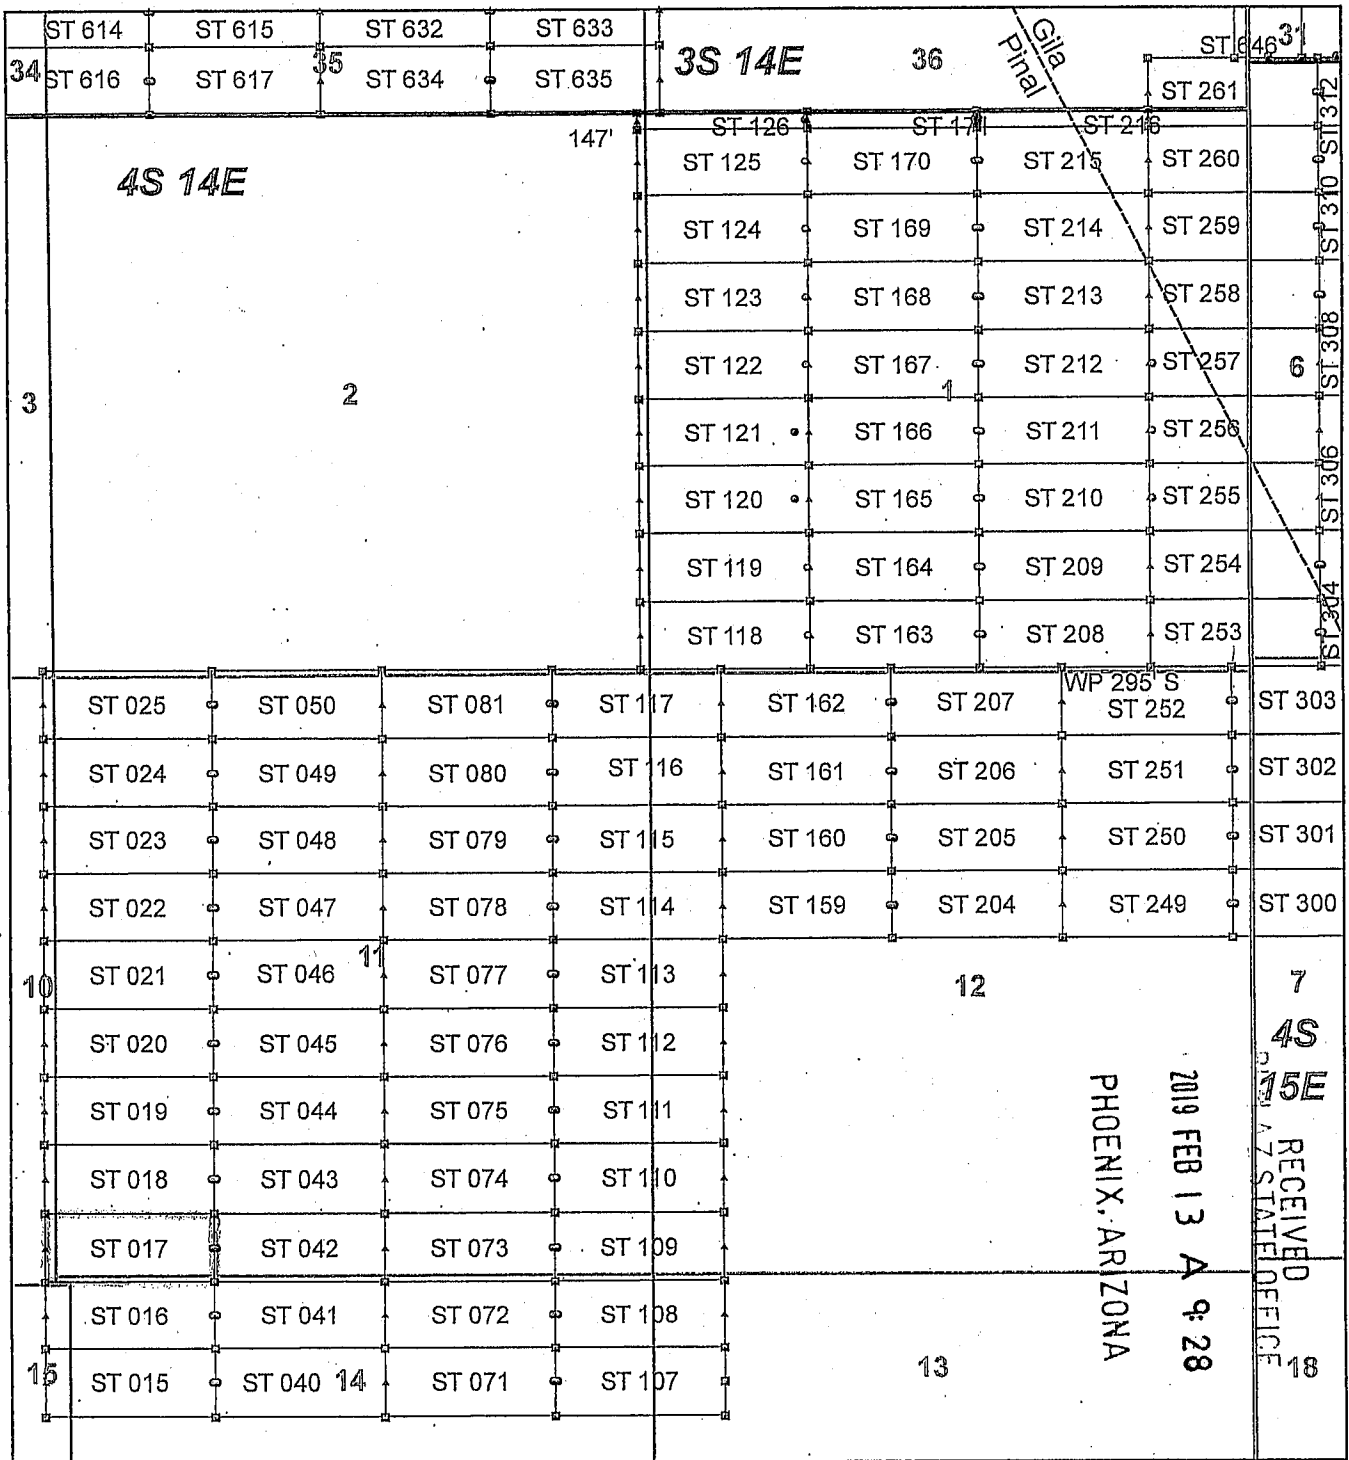 ST 614 ST 615 ST 632 ST 633
34 ST 616 ST 617 35 ST 634 ST 635 3S 14E 36 Gila Pinal ST 646 31
ST 261 ST 312
147' ST 126 ST 171 ST 216
4S 14E ST 125 ST 170 ST 215 ST 260 ST 310
ST 124 ST 169 ST 214 ST 259
ST 123 ST 168 ST 213 ST 258 ST 308
ST 122 ST 167 ST 212 ST 257 6
3 2 1
ST 121 ST 166 ST 211 ST 256 ST 306
ST 120 ST 165 ST 210 ST 255
ST 119 ST 164 ST 209 ST 254 ST 304
ST 118 ST 163 ST 208 ST 253
WP 295 S
ST 025 ST 050 ST 081 ST 117 ST 162 ST 207 ST 252 ST 303
ST 024 ST 049 ST 080 ST 116 ST 161 ST 206 ST 251 ST 302
ST 023 ST 048 ST 079 ST 115 ST 160 ST 205 ST 250 ST 301
ST 022 ST 047 ST 078 ST 114 ST 159 ST 204 ST 249 ST 300
11
10 ST 021 ST 046 ST 077 ST 113 12 7
ST 020 ST 045 ST 076 ST 112 4S
15E
ST 019 ST 044 ST 075 ST 111
ST 018 ST 043 ST 074 ST 110
ST 017 ST 042 ST 073 ST 109
ST 016 ST 041 ST 072 ST 108
15 ST 015 ST 040 14 ST 071 ST 107 13 18
RECEIVED
STATE OFFICE
2019 FEB 13 A 9:28
PHOENIX, ARIZONA